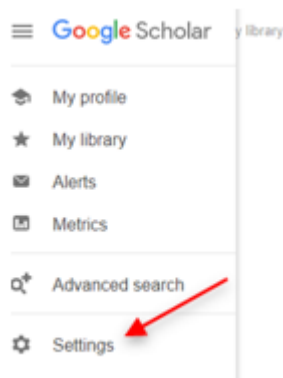 Google Scholar
y library
My profile
My library
Alerts
Metrics
Advanced search
Settings